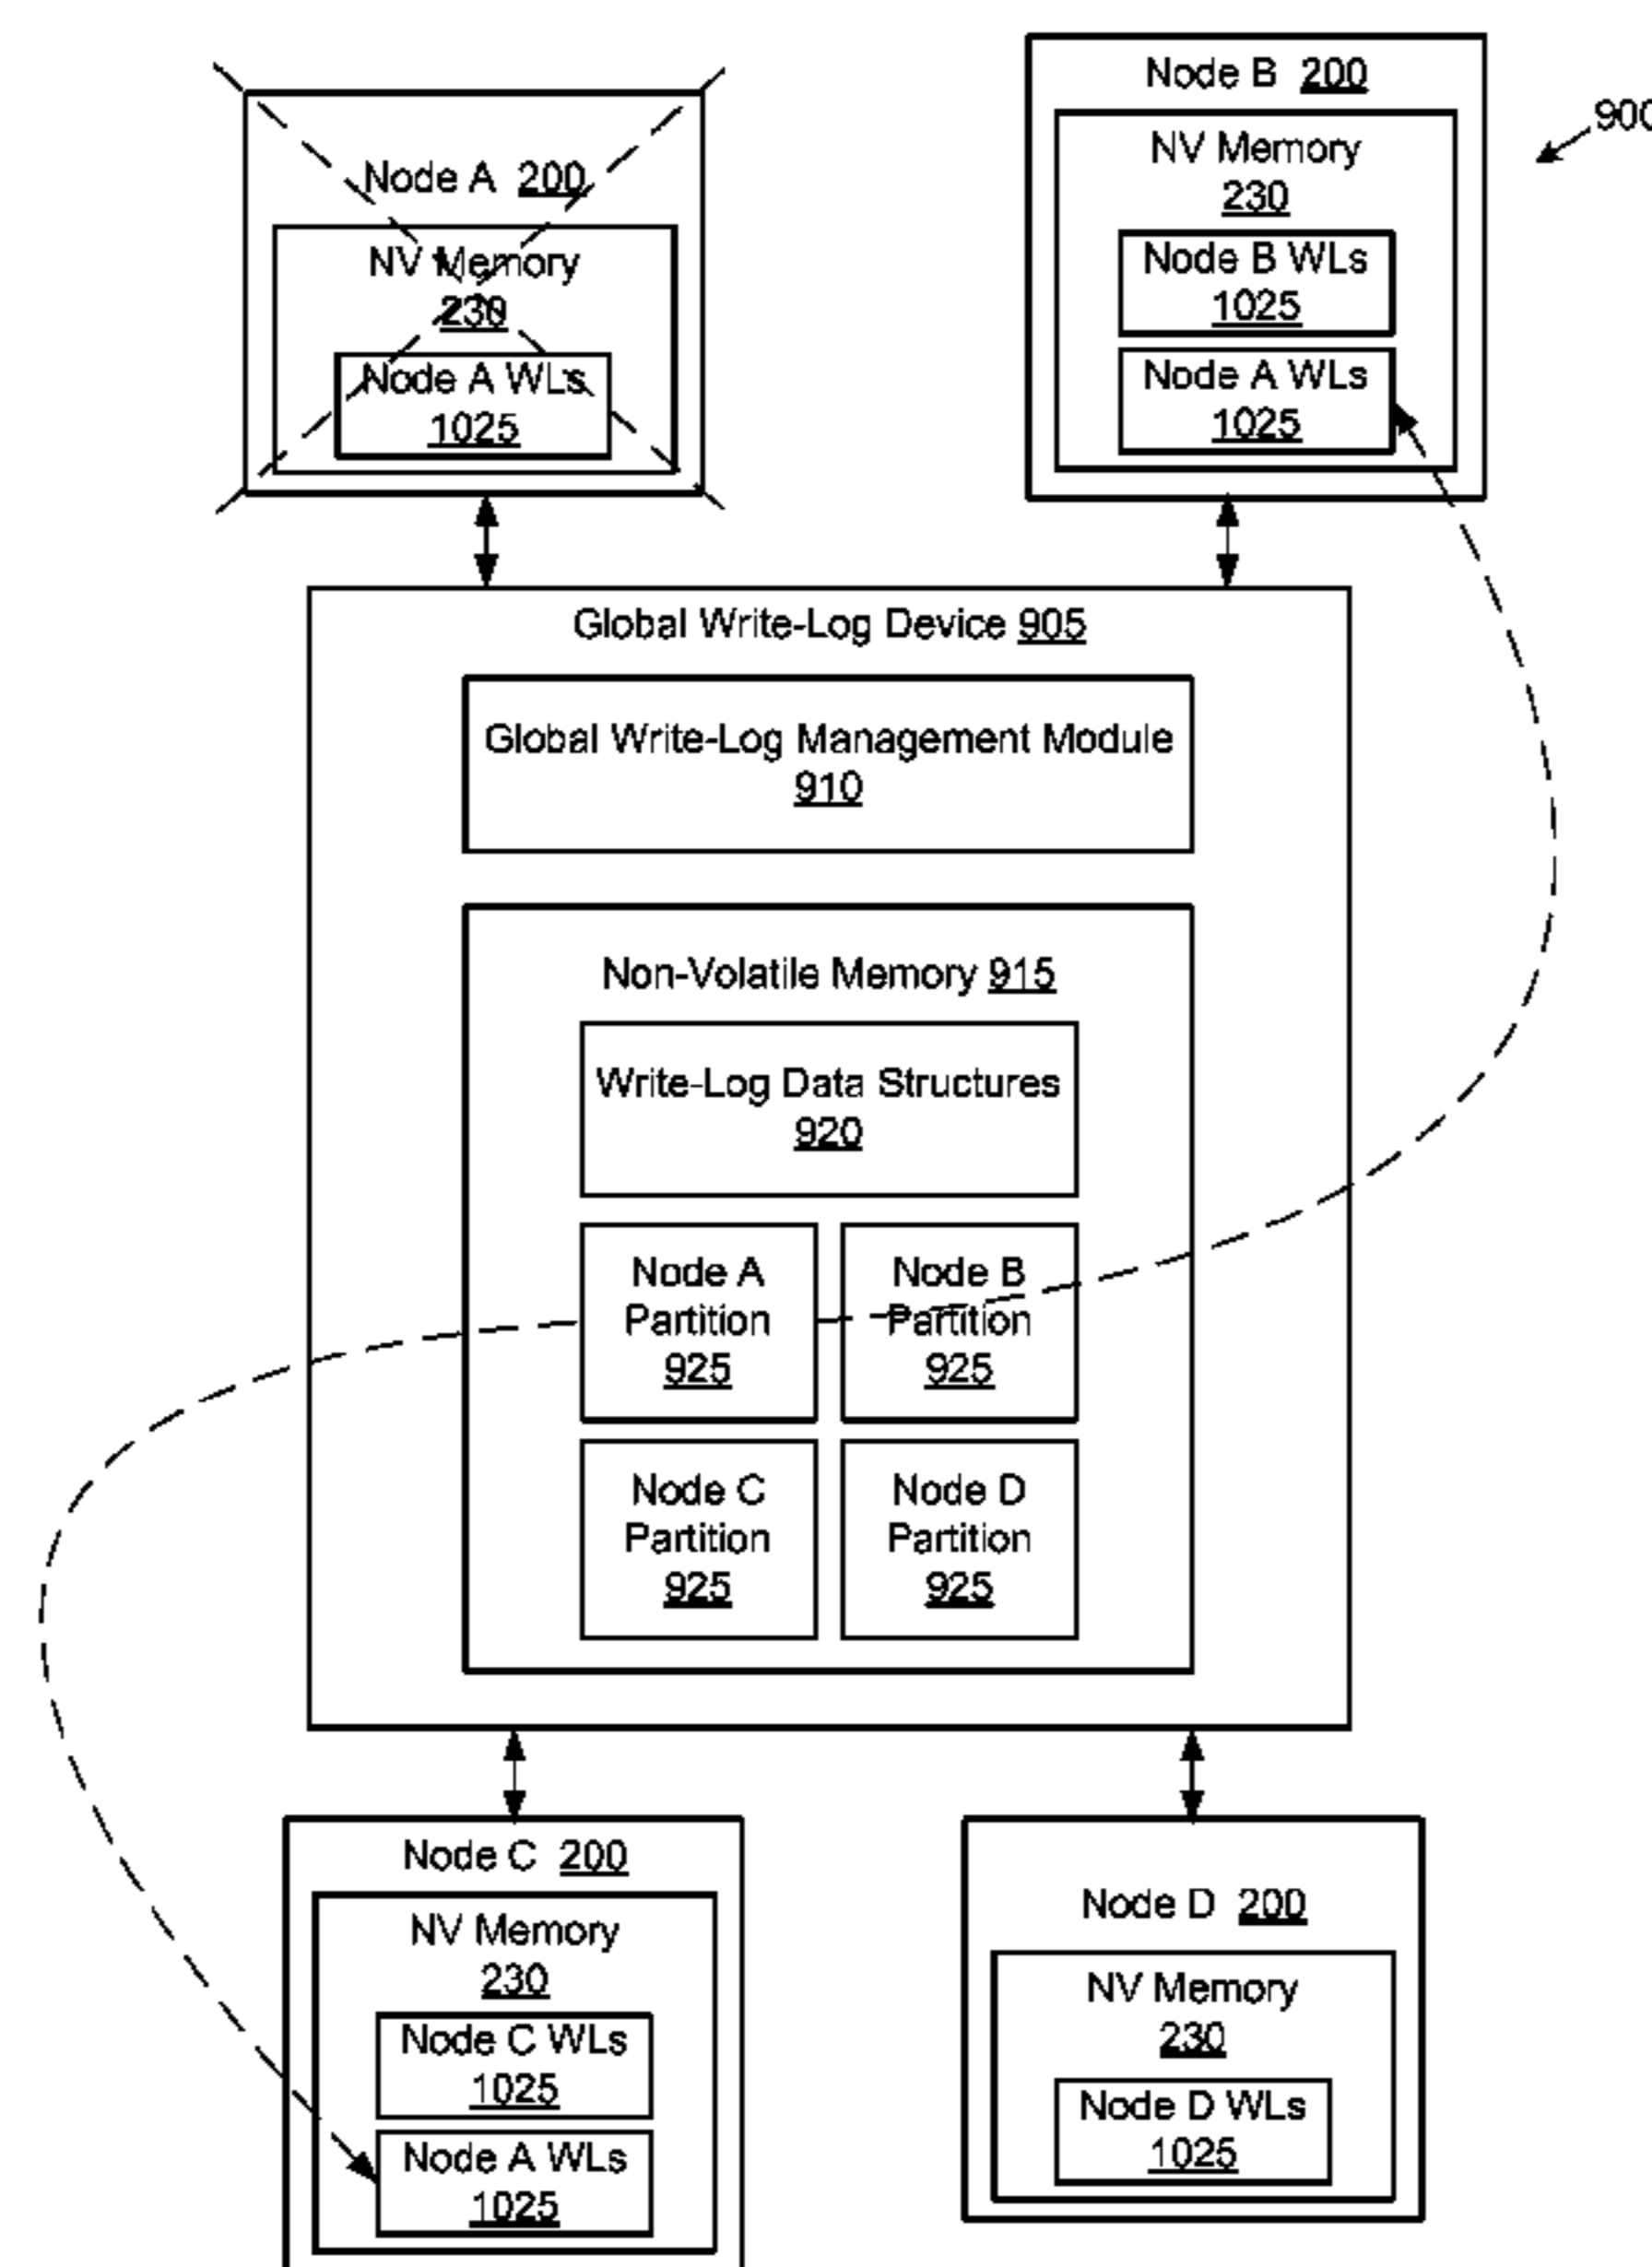 Node B 200
900
NV Memory
230
Node B WLs
1025
Node A WLs
1025
Node A 200
NV Memory
230
Node A WLs
1025
Global Write-Log Device 905
Global Write-Log Management Module
910
Non-Volatile Memory 915
Write-Log Data Structures
920
Node A
Partition
925
Node B
Partition
925
Node C
Partition
925
Node D
Partition
925
Node C 200
NV Memory
230
Node C WLs
1025
Node A WLs
1025
Node D 200
NV Memory
230
Node D WLs
1025